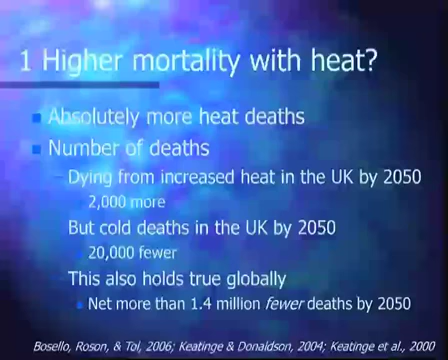 1 Higher mortality with heat?
Absolutely more heat deaths
Number of deaths
Dying from increased heat in the UK by 2050
2,000 more
But cold deaths in the UK by 2050
20,000 fewer
This also holds true globally
Net more than 1.4 million fewer deaths by 2050
Bosello, Roson, & Tol, 2006; Keatinge & Donaldson, 2004; Keatinge et al., 2000